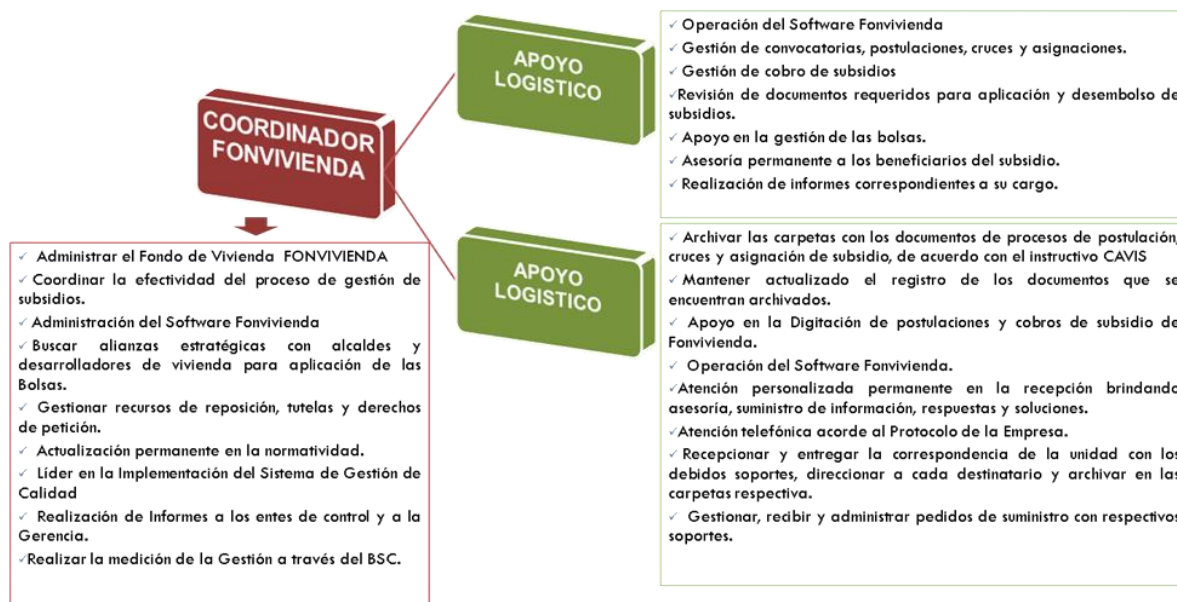 COORDINADOR
FONVIVIENDA
✓ Administrar el Fondo de Vivienda FONVIVIENDA
✓ Coordinar la efectividad del proceso de gestión de
subsidios.
✓ Administración del Software Fonvivienda
✓ Buscar alianzas estratégicas con alcaldes y
desarrolladores de vivienda para aplicación de las
Bolsas.
✓ Gestionar recursos de reposición, tutelas y derechos
de petición.
✓ Actualización permanente en la normatividad.
✓ Líder en la Implementación del Sistema de Gestión de
Calidad
✓ Realización de Informes a los entes de control y a la
Gerencia.
✓Realizar la medición de la Gestión a través del BSC.
APOYO
LOGISTICO
✓ Operación del Software Fonvivienda
✓ Gestión de convocatorias, postulaciones, cruces y asignaciones.
✓ Gestión de cobro de subsidios
✓Revisión de documentos requeridos para aplicación y desembolso de
subsidios.
✓ Apoyo en la gestión de las bolsas.
✓ Asesoría permanente a los beneficiarios del subsidio.
✓ Realización de informes correspondientes a su cargo.
APOYO
LOGISTICO
✓ Archivar las carpetas con los documentos de procesos de postulación,
cruces y asignación de subsidio, de acuerdo con el instructivo CAVIS
✓ Mantener actualizado el registro de los documentos que se
encuentran archivados.
✓ Apoyo en la Digitación de postulaciones y cobros de subsidio de
Fonvivienda.
✓ Operación del Software Fonvivienda.
✓Atención personalizada permanente en la recepción brindando
asesoría, suministro de información, respuestas y soluciones.
✓Atención telefónica acorde al Protocolo de la Empresa.
✓ Recepcionar y entregar la correspondencia de la unidad con los
debidos soportes, direccionar a cada destinatario y archivar en las
carpetas respectiva.
✓ Gestionar, recibir y administrar pedidos de suministro con respectivos
soportes.